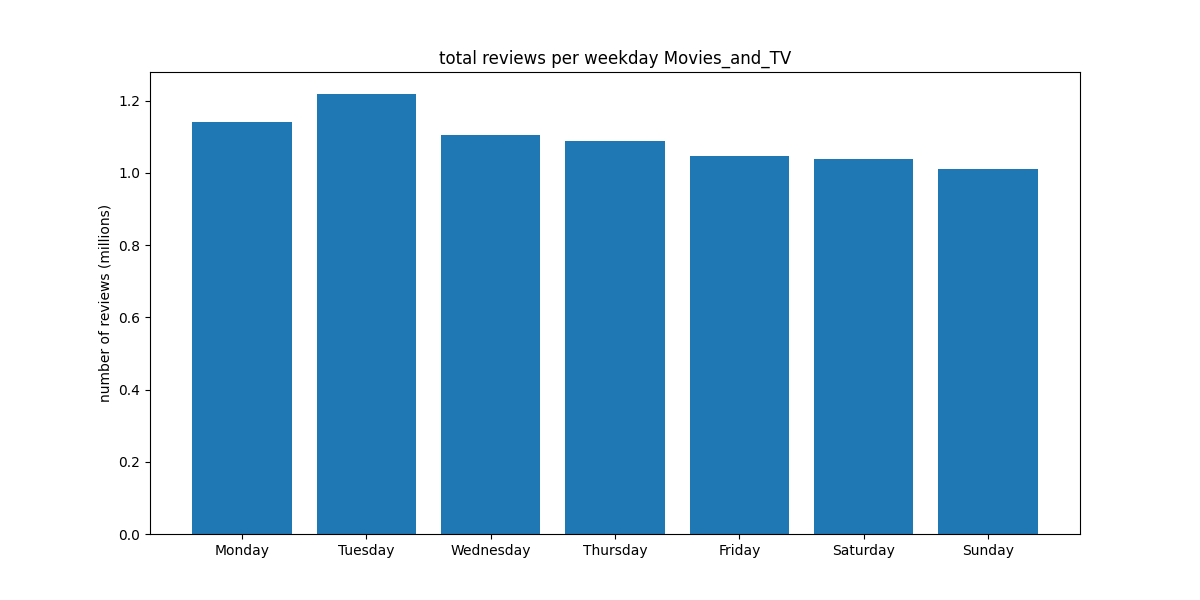 total reviews per weekday Movies_and_TV
number of reviews (millions)
1.2
1.0
0.8
0.6
0.4
0.2
0.0
Monday Tuesday Wednesday Thursday Friday Saturday Sunday